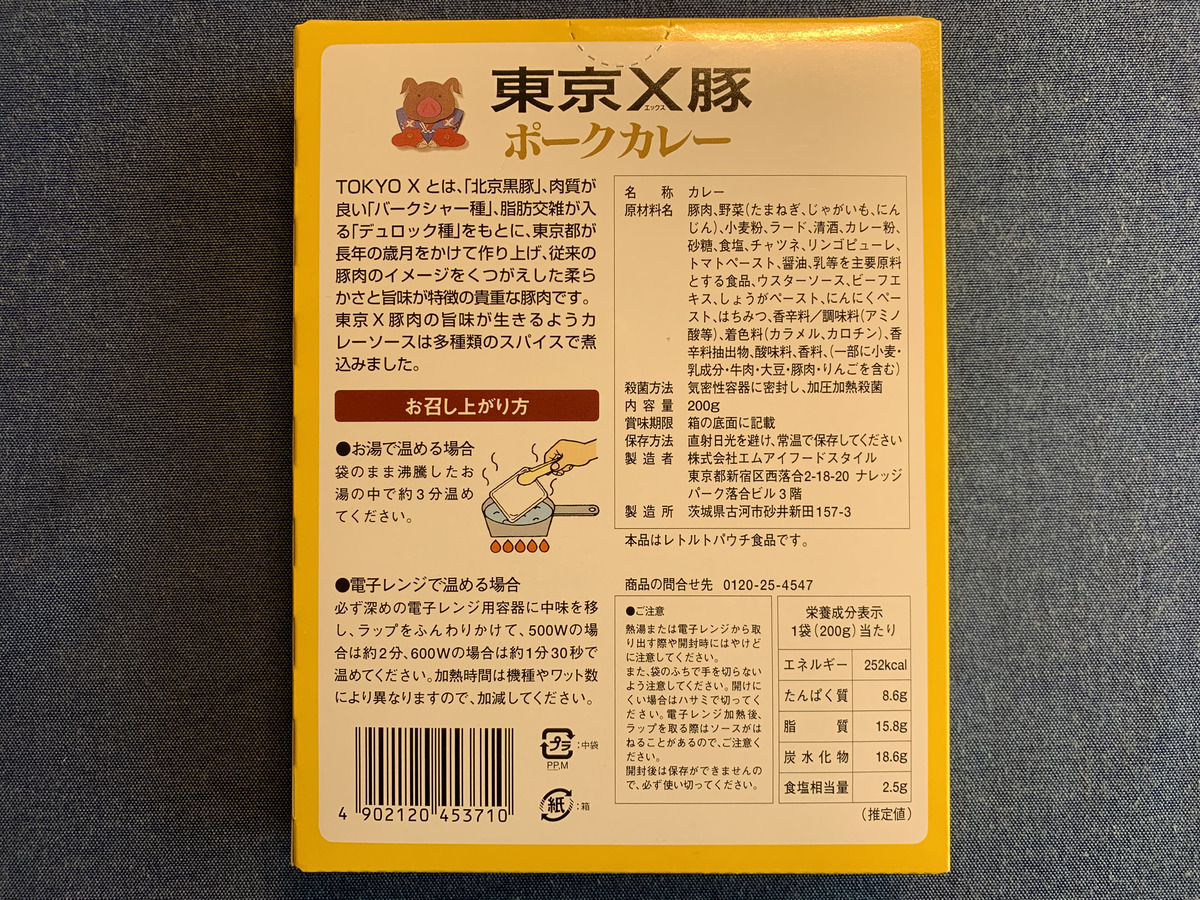 東京X豚
エックス
ポークカレー
TOKYO X とは、「北京黒豚」、肉質が
良い「バークシャー種」、脂肪交雑が入
る「デュロック種」をもとに、東京都が
長年の歳月をかけて作り上げ、従来の
豚肉のイメージをくつがえした柔ら
かさと旨味が特徴の貴重な豚肉です。
東京X豚肉の旨味が生きるようカ
レーソースは多種類のスパイスで煮
込みました。
お召し上がり方
●お湯で温める場合
袋のまま沸騰したお
湯の中で約3分温め
てください。
●電子レンジで温める場合
必ず深めの電子レンジ用容器に中味を移
し、ラップをふんわりかけて、500Wの場
合は約2分、600Wの場合は約1分30秒で
温めてください。加熱時間は機種やワット数
により異なりますので、加減してください。
4 902120 453710
プラ :中袋
PP,M
紙 :箱
名称 カレー
原材料名 豚肉、野菜(たまねぎ、じゃがいも、にん
じん)、小麦粉、ラード、清酒、カレー粉、
砂糖、食塩、チャツネ、リンゴピューレ、
トマトペースト、醤油、乳等を主要原料
とする食品、ウスターソース、ビーフエ
キス、しょうがペースト、にんにくペー
スト、はちみつ、香辛料/調味料(アミノ
酸等)、着色料(カラメル、カロチン)、香
辛料抽出物、酸味料、香料、(一部に小麦・
乳成分・牛肉・大豆・豚肉・りんごを含む)
殺菌方法 気密性容器に密封し、加圧加熱殺菌
内容量 200g
賞味期限 箱の底面に記載
保存方法 直射日光を避け、常温で保存してください
製造者 株式会社エムアイフードスタイル
東京都新宿区西落合2-18-20 ナレッジ
パーク落合ビル3階
製造所 茨城県古河市砂井新田157-3
本品はレトルトパウチ食品です。
商品の問合せ先 0120-25-4547
●ご注意
熱湯または電子レンジから取
り出す際や開封時にはやけど
に注意してください。
また、袋のふちで手を切らない
よう注意してください。開けに
くい場合はハサミで切ってく
ださい。電子レンジ加熱後、
ラップを取る際はソースがは
ねることがあるので、ご注意く
ださい。
開封後は保存ができませんの
で、必ず使い切ってください。
栄養成分表示
1袋(200g)当たり
エネルギー 252kcal
たんぱく質 8.6g
脂質 15.8g
炭水化物 18.6g
食塩相当量 2.5g
(推定値)